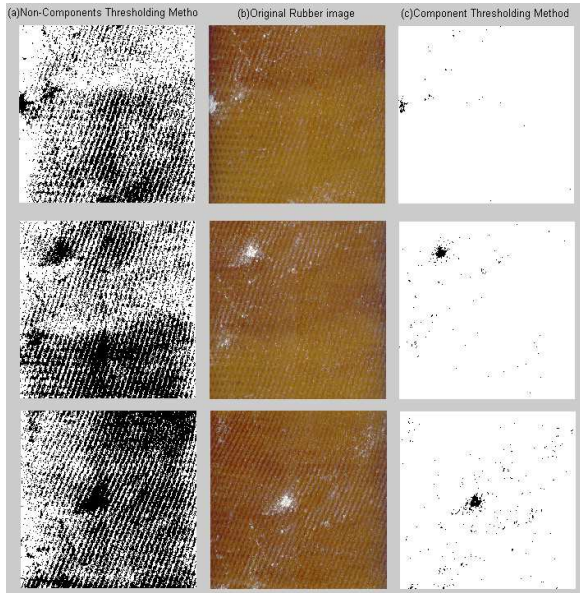 (a)Non-Components Thresholding Metho
(b)Original Rubber image
(c)Component Thresholding Method